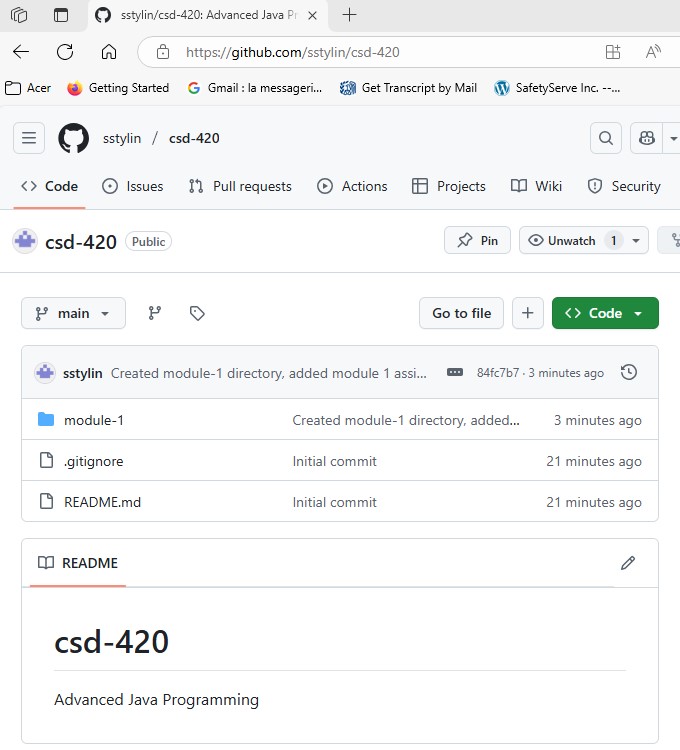 sstylin/csd-420: Advanced Java Pr
https://github.com/sstylin/csd-420
Acer Getting Started Gmail : la messageri... Get Transcript by Mail SafetyServe Inc. --...
sstylin / csd-420
Code Issues Pull requests Actions Projects Wiki Security
csd-420 Public Pin Unwatch 1
main Go to file Code
sstylin Created module-1 directory, added module 1 assi... 84fc7b7 · 3 minutes ago
module-1 Created module-1 directory, added... 3 minutes ago
.gitignore Initial commit 21 minutes ago
README.md Initial commit 21 minutes ago
README
csd-420
Advanced Java Programming